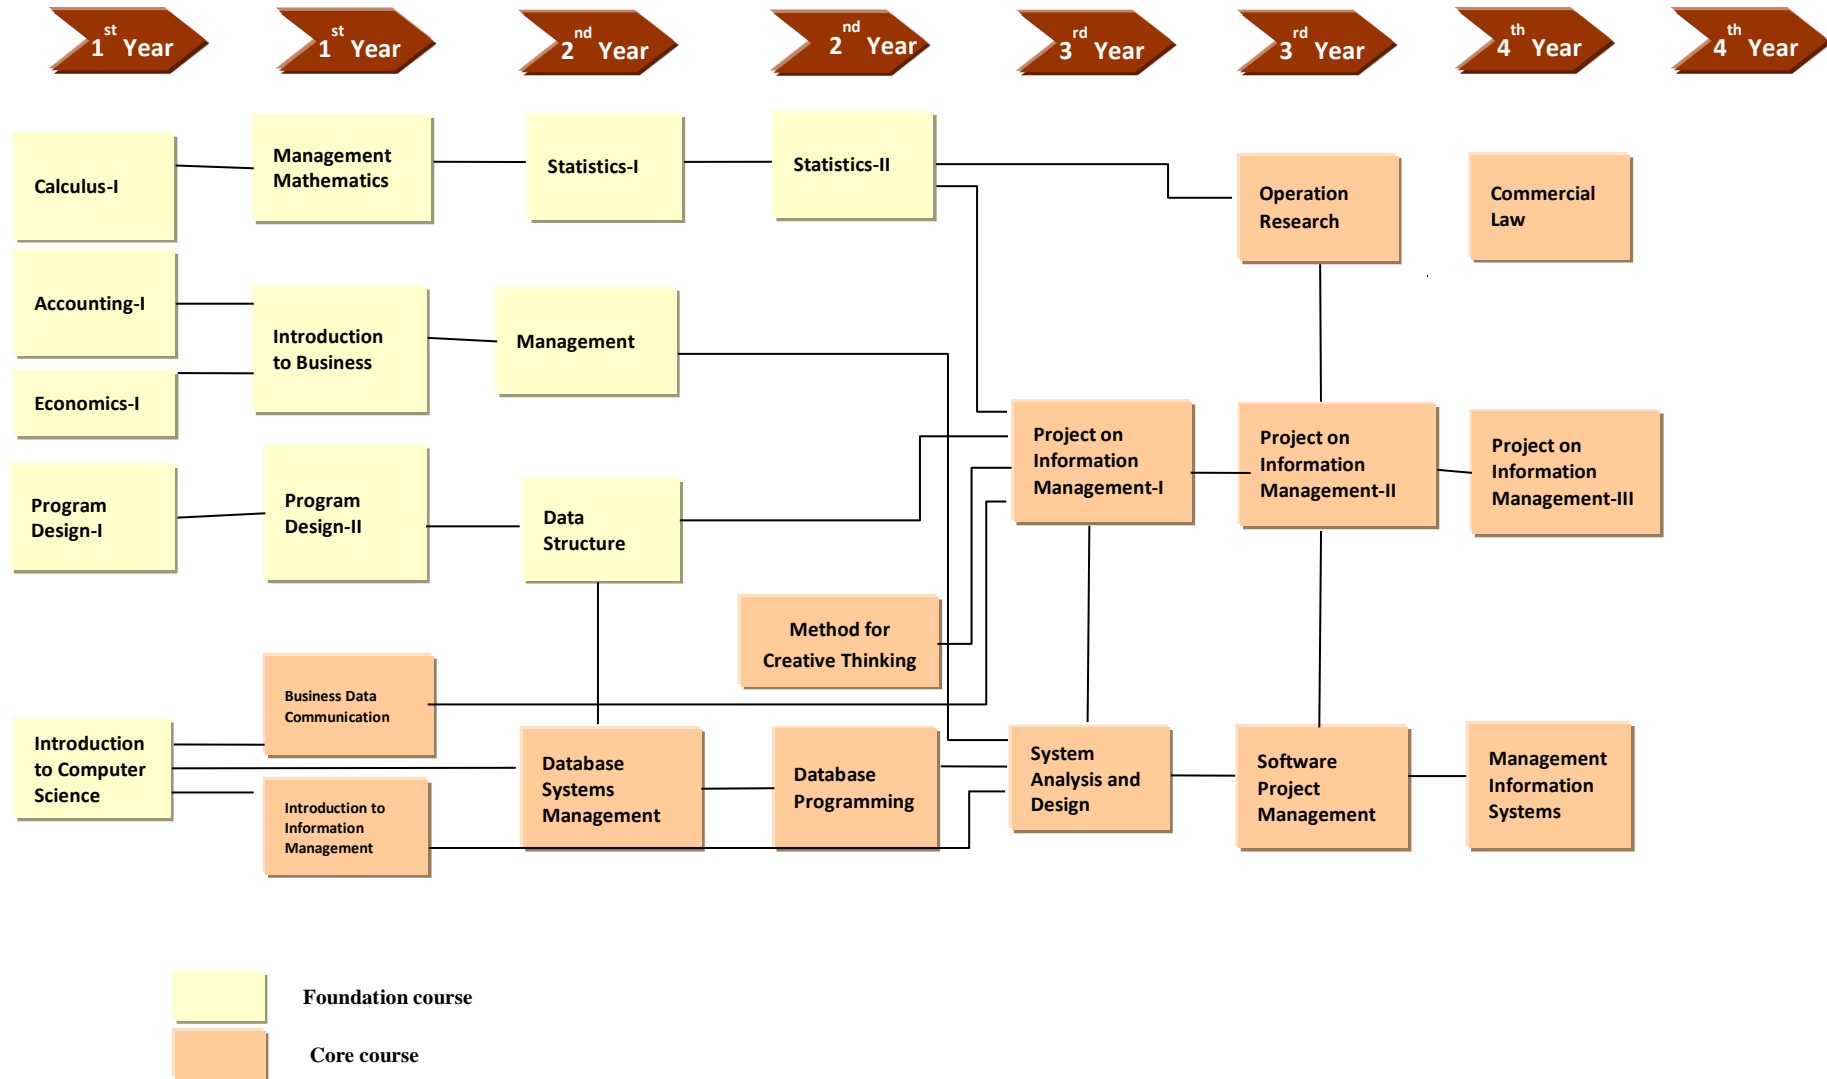 1st Year
1st Year
2nd Year
2nd Year
3rd Year
3rd Year
4th Year
4th Year
Calculus-I
Management
Mathematics
Statistics-I
Statistics-II
Operation
Research
Commercial
Law
Accounting-I
Introduction
to Business
Management
Economics-I
Program
Design-I
Program
Design-II
Data
Structure
Project on
Information
Management-I
Project on
Information
Management-II
Project on
Information
Management-III
Method for
Creative Thinking
Business Data
Communication
Introduction
to Computer
Science
Introduction to
Information
Management
Database
Systems
Management
Database
Programming
System
Analysis and
Design
Software
Project
Management
Management
Information
Systems
Foundation course
Core course